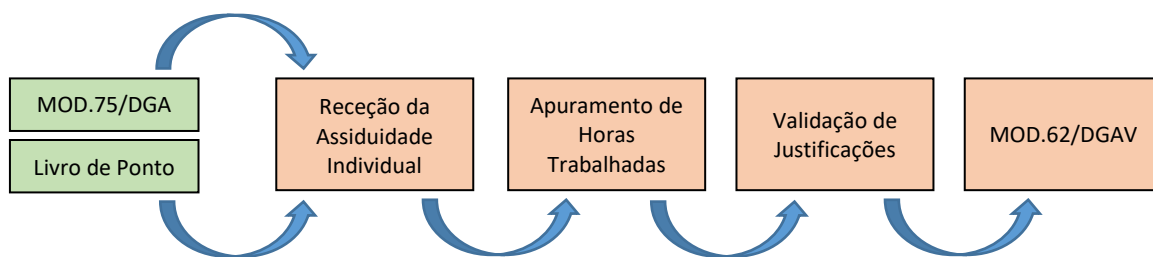 MOD.75/DGA
Livro de Ponto
Receção da
Assiduidade
Individual
Apuramento de
Horas
Trabalhadas
Validação de
Justificações
MOD.62/DGAV